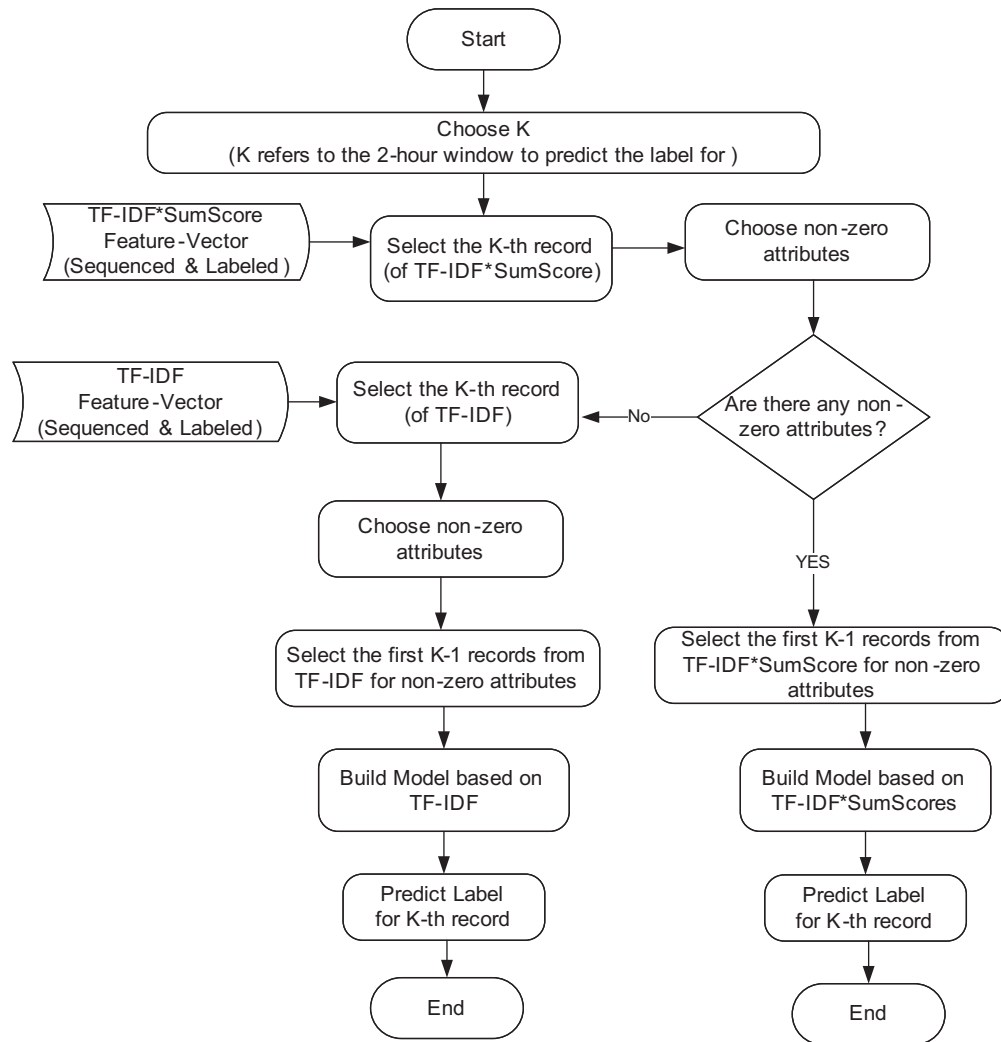 Start
Choose K
(K refers to the 2-hour window to predict the label for )
TF-IDF*SumScore
Feature-Vector
(Sequenced & Labeled )
Select the K-th record
(of TF-IDF*SumScore)
Choose non-zero
attributes
TF-IDF
Feature-Vector
(Sequenced & Labeled )
Select the K-th record
(of TF-IDF)
No
Are there any non -
zero attributes?
Choose non-zero
attributes
YES
Select the first K-1 records from
TF-IDF for non-zero attributes
Select the first K-1 records from
TF-IDF*SumScore for non -zero
attributes
Build Model based on
TF-IDF
Build Model based on
TF-IDF*SumScores
Predict Label
for K-th record
Predict Label
for K-th record
End
End